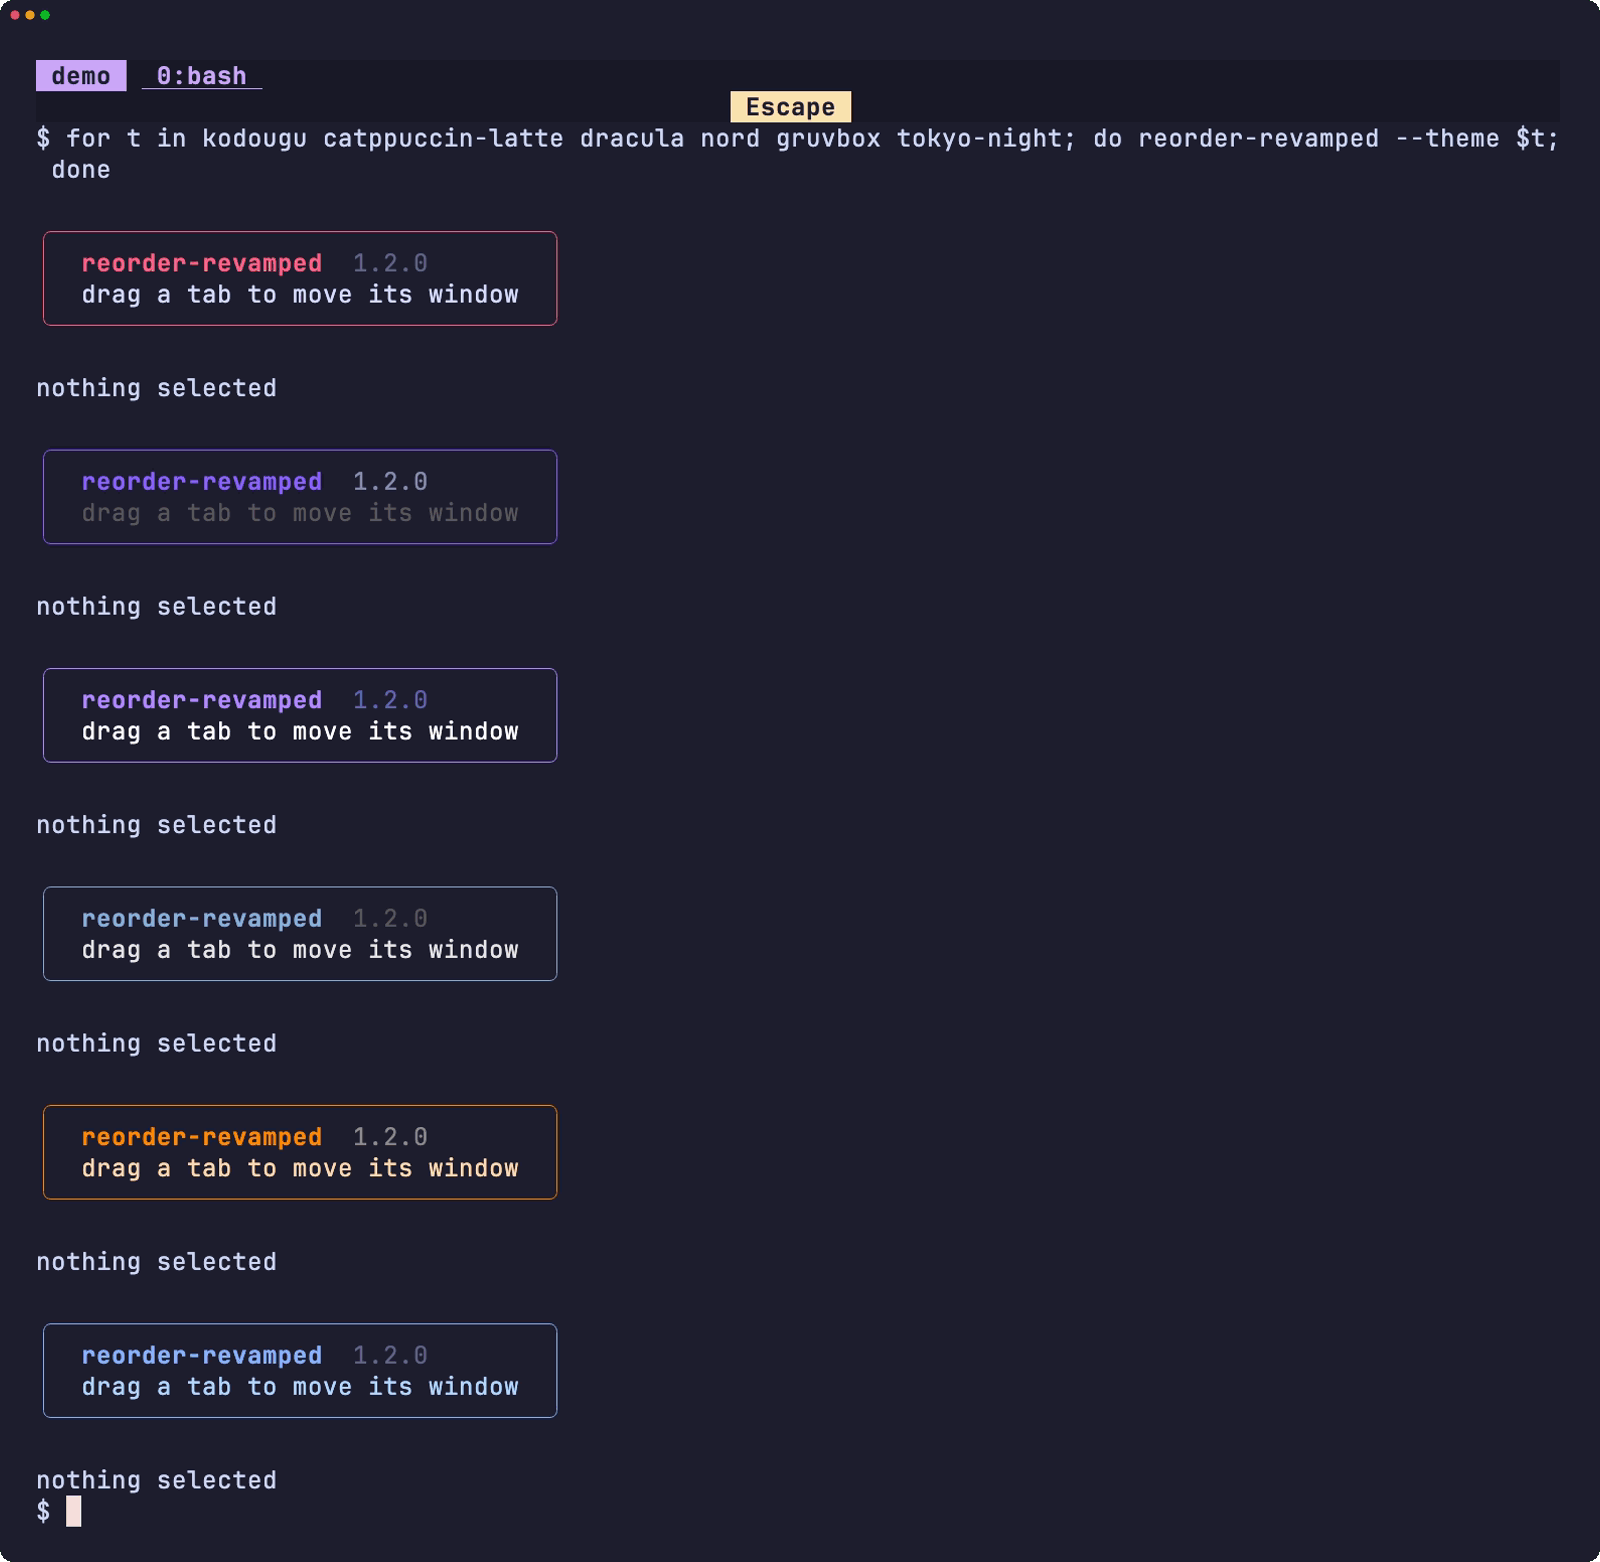 demo 0:bash
Escape
$ for t in kodougu catppuccin-latte dracula nord gruvbox tokyo-night; do reorder-revamped --theme $t;
done
reorder-revamped 1.2.0
drag a tab to move its window
nothing selected
reorder-revamped 1.2.0
drag a tab to move its window
nothing selected
reorder-revamped 1.2.0
drag a tab to move its window
nothing selected
reorder-revamped 1.2.0
drag a tab to move its window
nothing selected
reorder-revamped 1.2.0
drag a tab to move its window
nothing selected
reorder-revamped 1.2.0
drag a tab to move its window
nothing selected
$